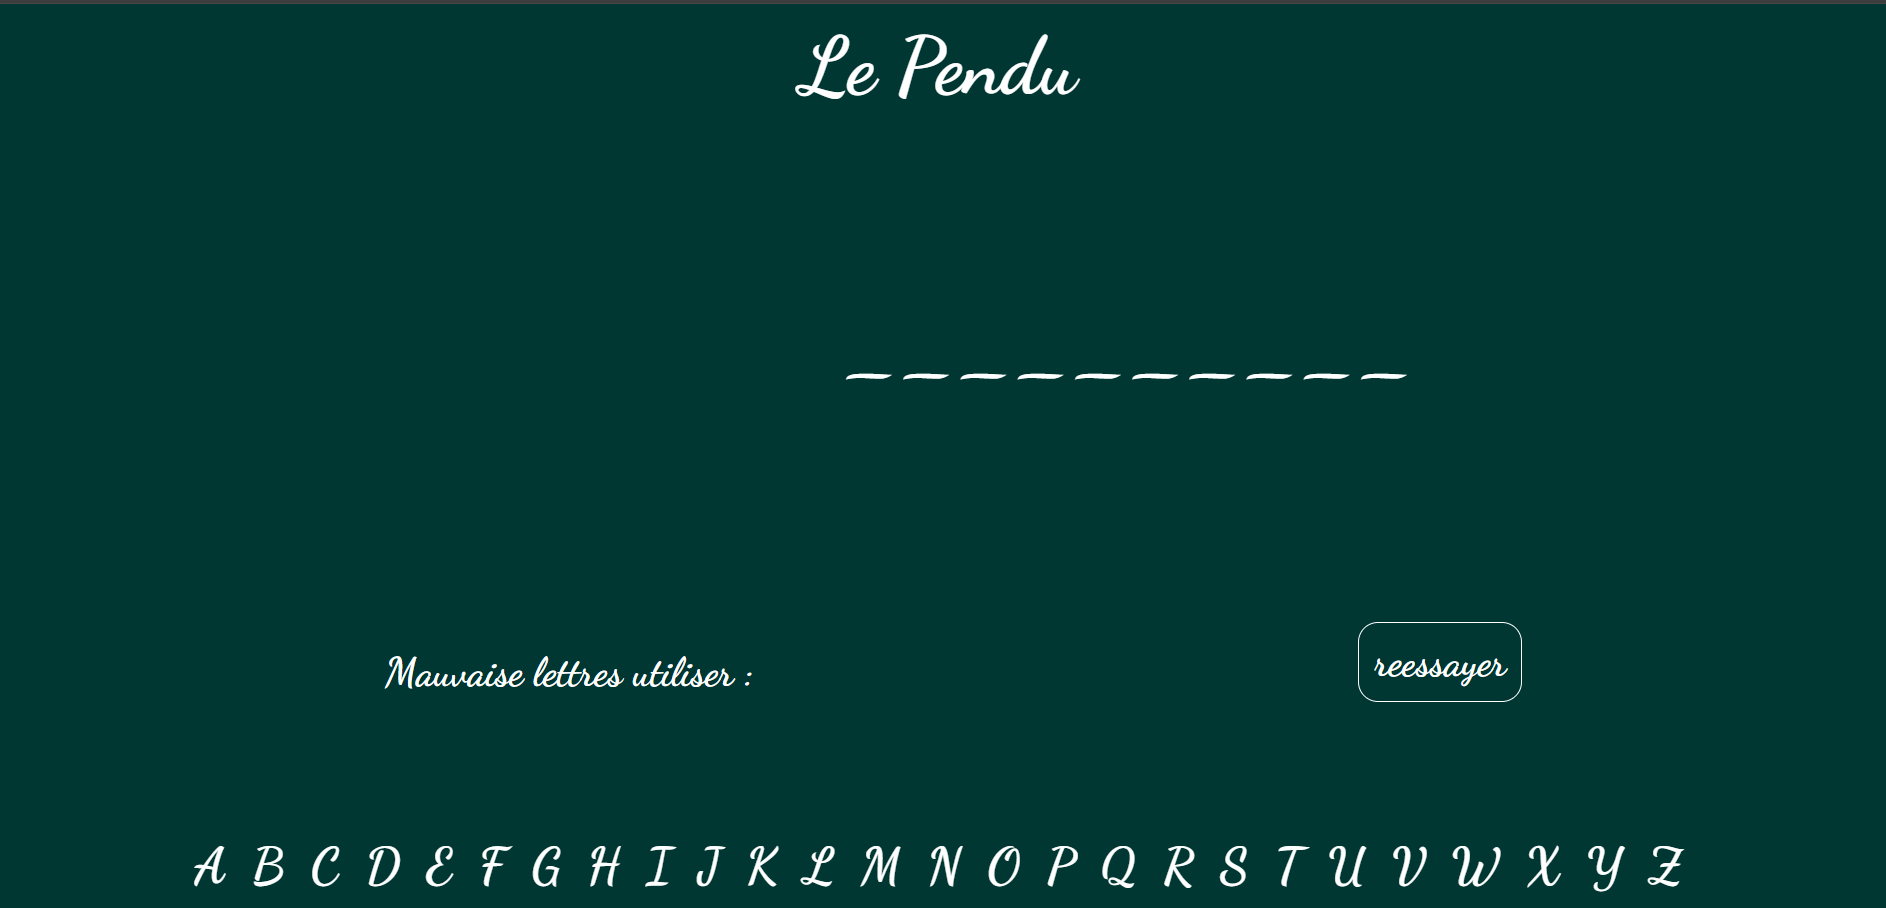 Le Pendu
_ _ _ _ _ _ _ _ _ _
Mauvaise lettres utiliser :
reessayer
A B C D E F G H I J K L M N O P Q R S T U V W X Y Z